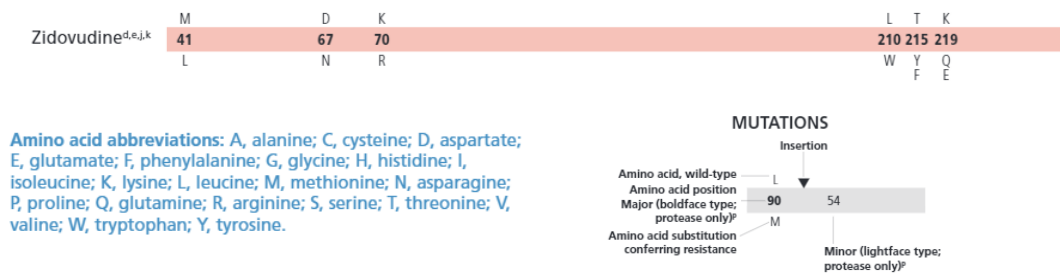 M D K L T K
Zidovudine^d,e,j,k 41 67 70 210 215 219
L N R W Y Q
F E
Amino acid abbreviations: A, alanine; C, cysteine; D, aspartate;
E, glutamate; F, phenylalanine; G, glycine; H, histidine; I,
isoleucine; K, lysine; L, leucine; M, methionine; N, asparagine;
P, proline; Q, glutamine; R, arginine; S, serine; T, threonine; V,
valine; W, tryptophan; Y, tyrosine.
MUTATIONS
Insertion
Amino acid, wild-type L
Amino acid position
Major (boldface type; 90 54
protease only)^p
M
Amino acid substitution
conferring resistance
Minor (lightface type;
protease only)^p